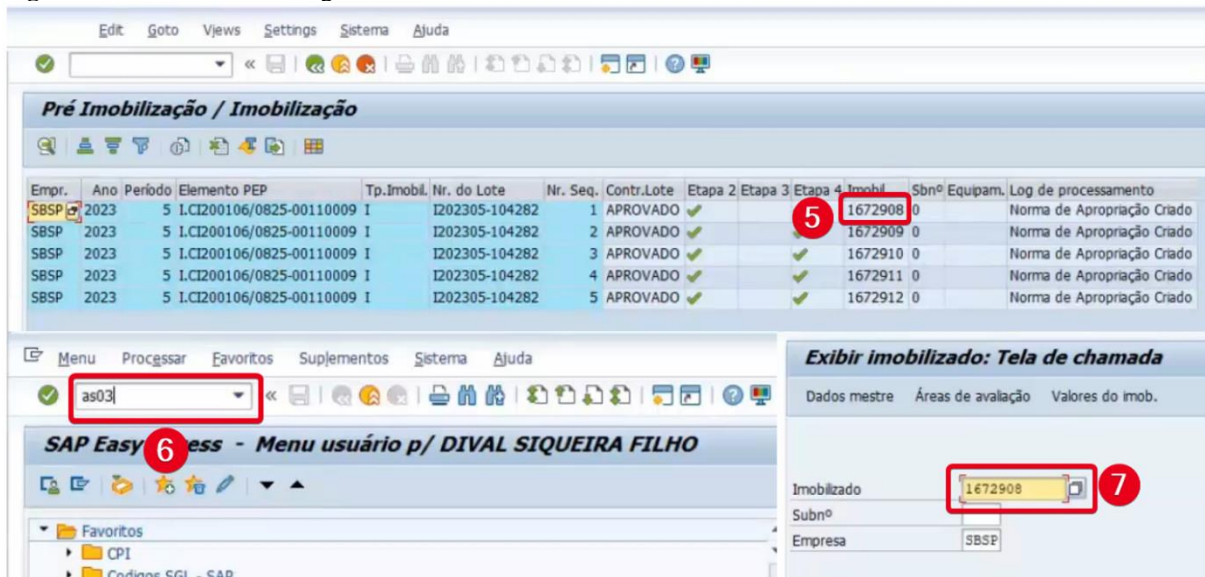 Edit Goto Views Settings Sistema Ajuda
Pré Imobilização / Imobilização
Empr. Ano Período Elemento PEP Tp.Imobil. Nr. do Lote Nr. Seq. Contr.Lote Etapa 2 Etapa 3 Etapa 4 Imobil. Sbnº Equipam. Log de processamento
SBSP 2023 5 I.CI200106/0825-00110009 I I202305-104282 1 APROVADO 5 1672908 0 Norma de Apropriação Criado
SBSP 2023 5 I.CI200106/0825-00110009 I I202305-104282 2 APROVADO 1672909 0 Norma de Apropriação Criado
SBSP 2023 5 I.CI200106/0825-00110009 I I202305-104282 3 APROVADO 1672910 0 Norma de Apropriação Criado
SBSP 2023 5 I.CI200106/0825-00110009 I I202305-104282 4 APROVADO 1672911 0 Norma de Apropriação Criado
SBSP 2023 5 I.CI200106/0825-00110009 I I202305-104282 5 APROVADO 1672912 0 Norma de Apropriação Criado
Menu Processar Favoritos Suplementos Sistema Ajuda
as03
6
SAP Easy ess - Menu usuário p/ DIVAL SIQUEIRA FILHO
Favoritos
CPI
Codigos SGL - SAP
Exibir imobilizado: Tela de chamada
Dados mestre Áreas de avaliação Valores do imob.
Imobilizado 1672908 7
Subnº
Empresa SBSP